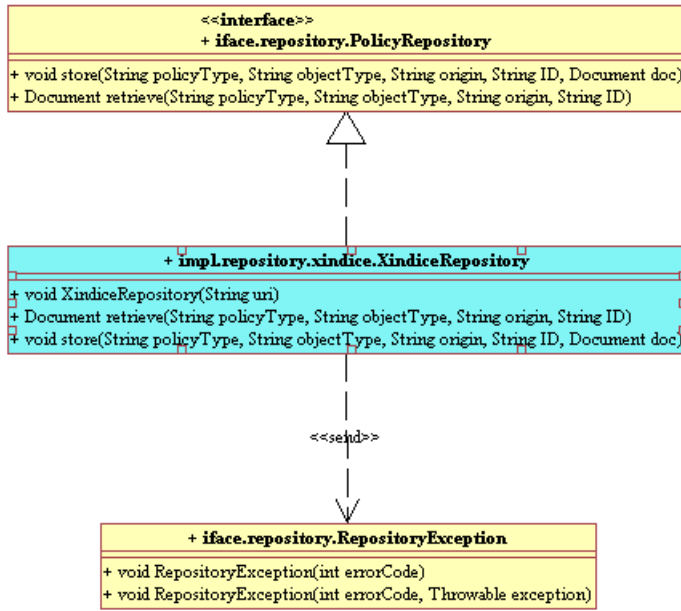 <<interface>>
+ iface.repository.PolicyRepository
+ void store(String policyType, String objectType, String origin, String ID, Document doc)
+ Document retrieve(String policyType, String objectType, String origin, String ID)
+ impl.repository.xindice.XindiceRepository
+ void XindiceRepository(String uri)
+ Document retrieve(String policyType, String objectType, String origin, String ID)
+ void store(String policyType, String objectType, String origin, String ID, Document doc)
<<send>>
+ iface.repository.RepositoryException
+ void RepositoryException(int errorCode)
+ void RepositoryException(int errorCode, Throwable exception)